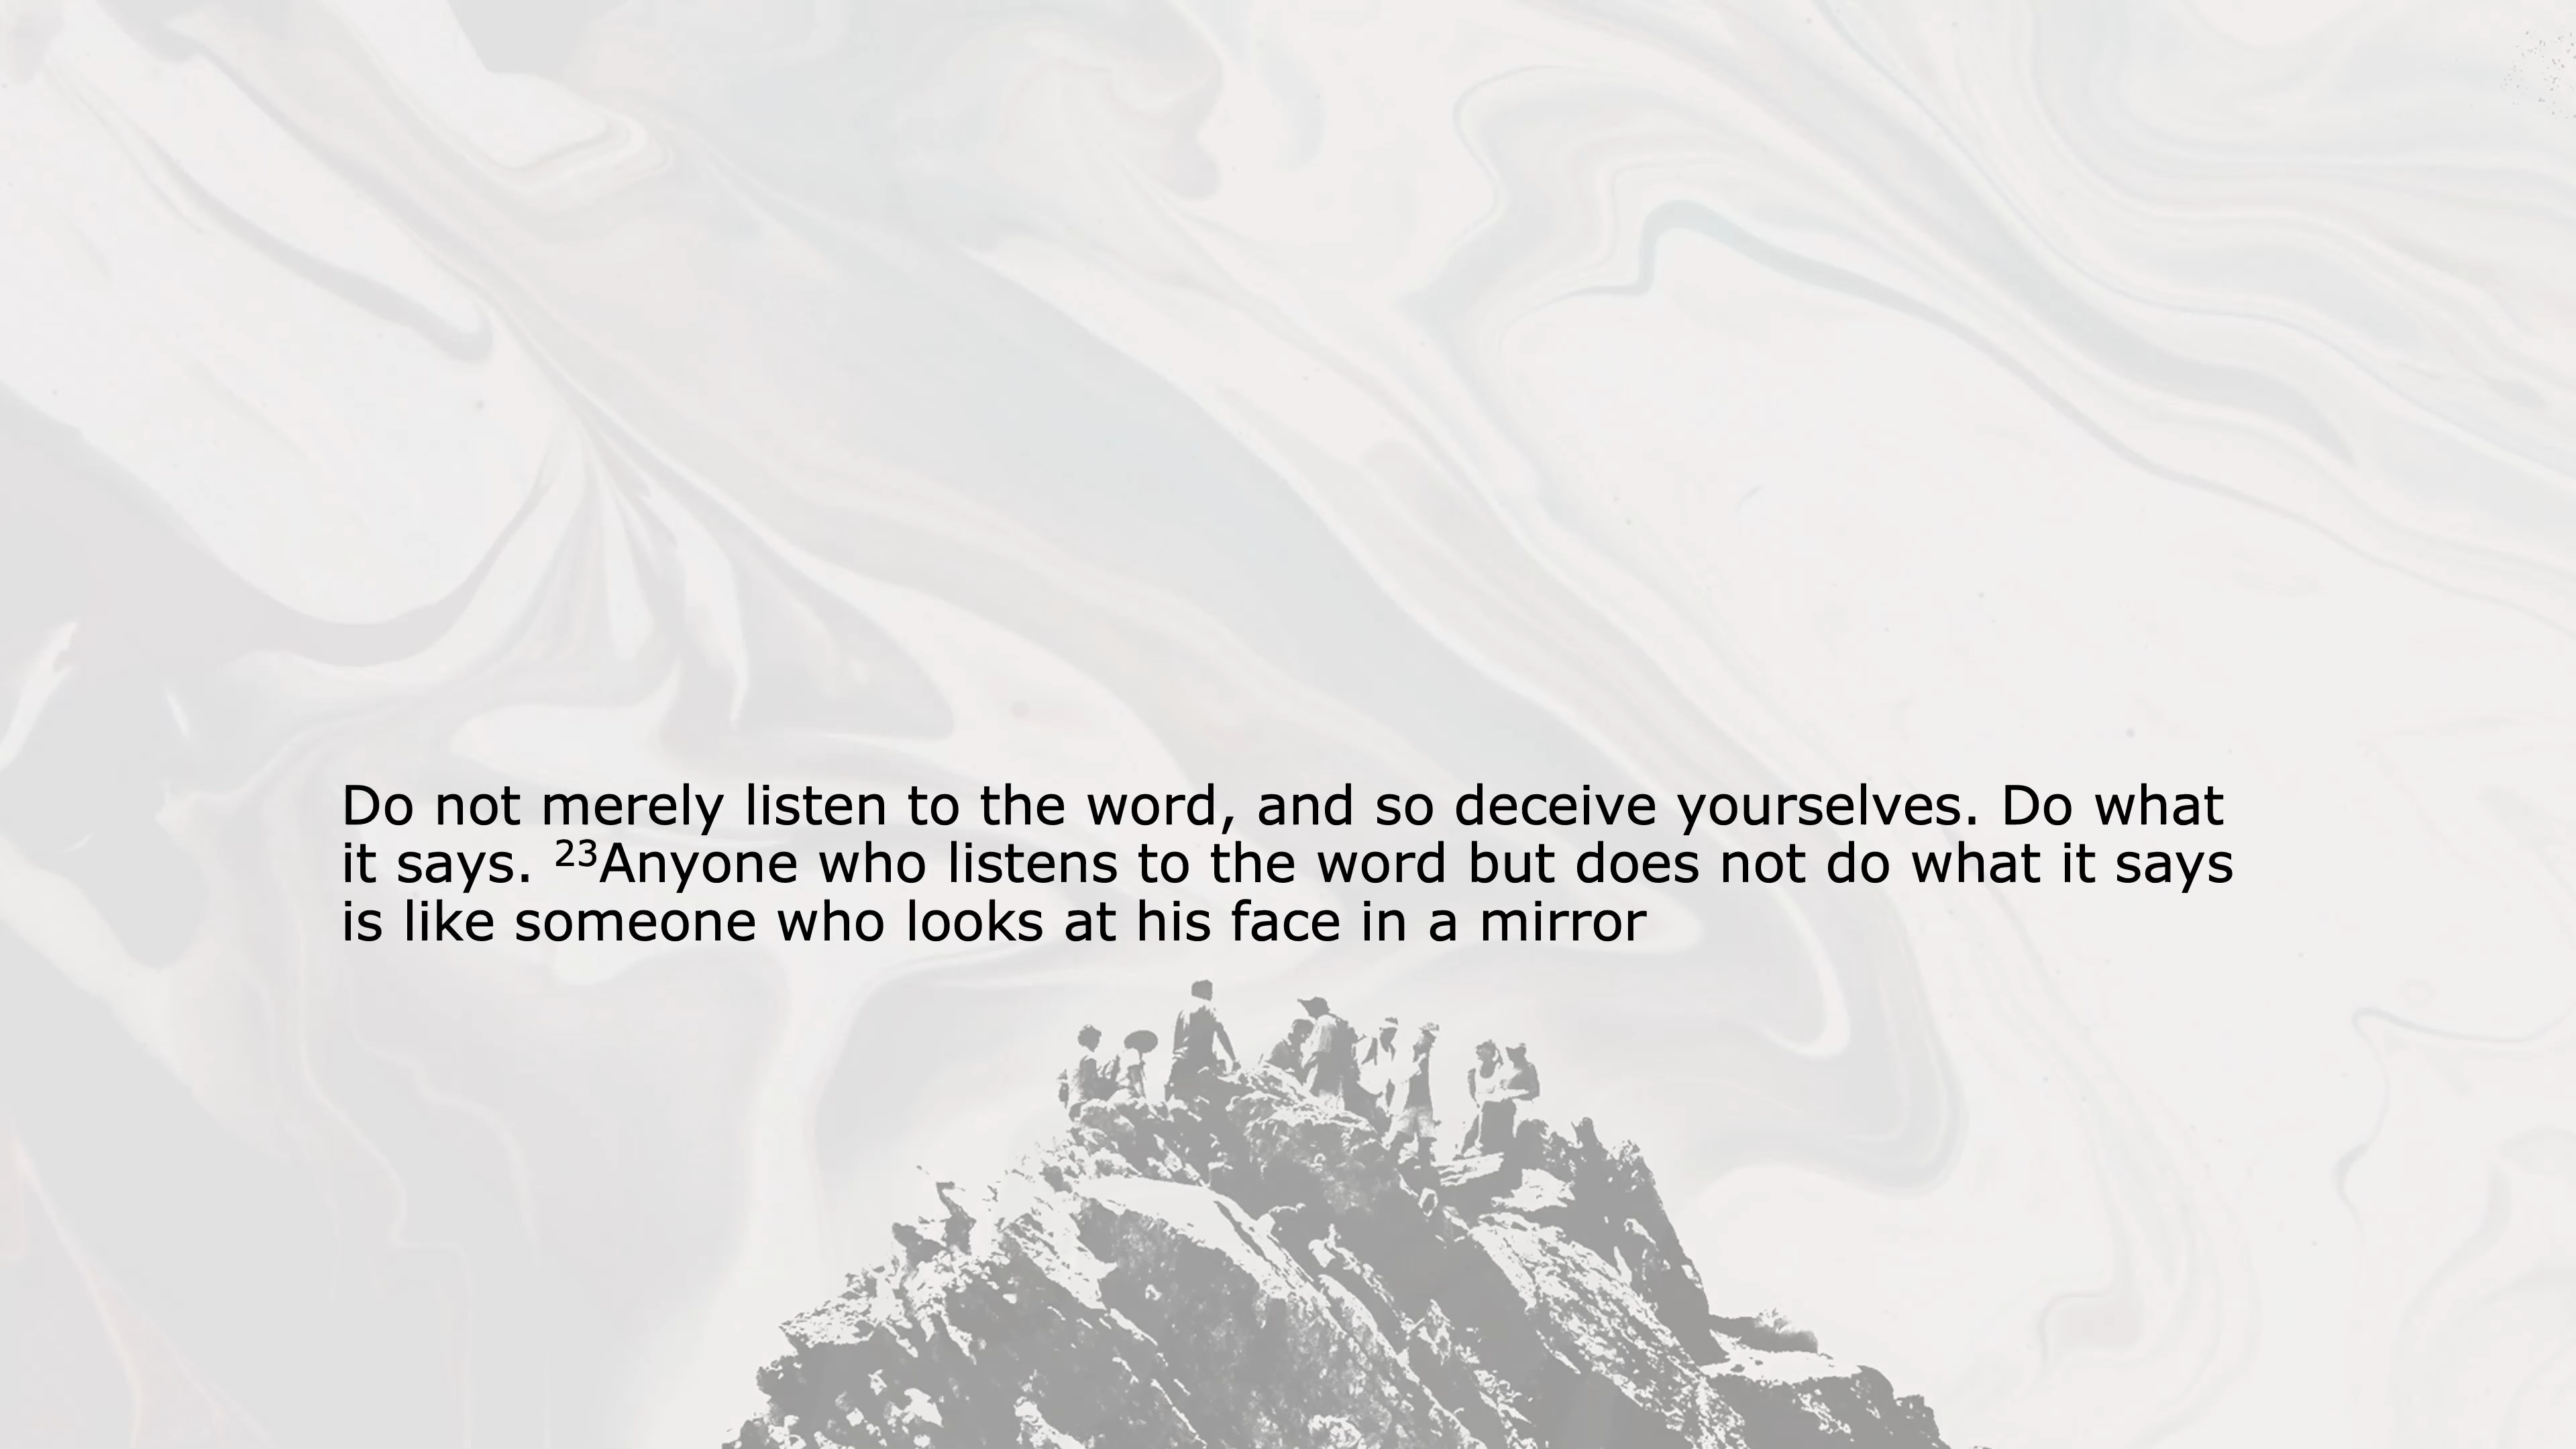 Do not merely listen to the word, and so deceive yourselves. Do what
it says. ²³Anyone who listens to the word but does not do what it says
is like someone who looks at his face in a mirror